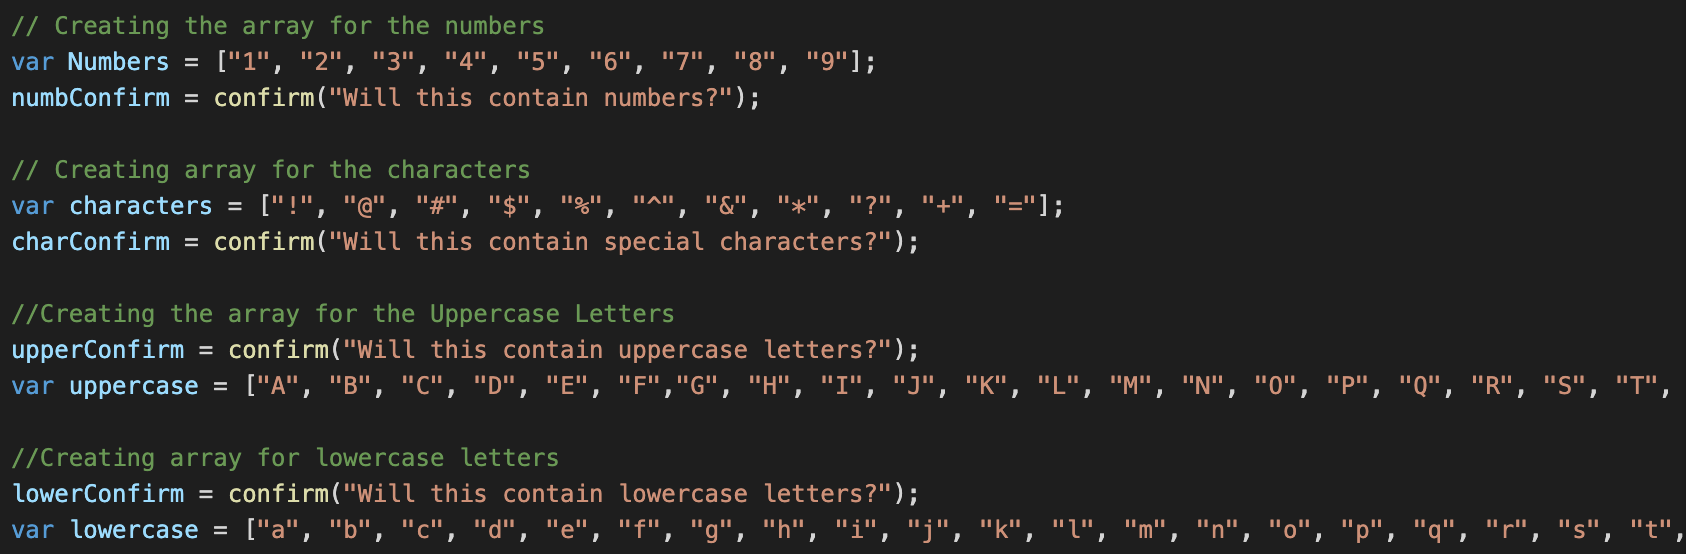 // Creating the array for the numbers
var Numbers = ["1", "2", "3", "4", "5", "6", "7", "8", "9"];
numbConfirm = confirm("Will this contain numbers?");
// Creating array for the characters
var characters = ["!", "@", "#", "$", "%", "^", "&", "*", "?", "+", "="];
charConfirm = confirm("Will this contain special characters?");
//Creating the array for the Uppercase Letters
upperConfirm = confirm("Will this contain uppercase letters?");
var uppercase = ["A", "B", "C", "D", "E", "F","G", "H", "I", "J", "K", "L", "M", "N", "O", "P", "Q", "R", "S", "T",
//Creating array for lowercase letters
lowerConfirm = confirm("Will this contain lowercase letters?");
var lowercase = ["a", "b", "c", "d", "e", "f", "g", "h", "i", "j", "k", "l", "m", "n", "o", "p", "q", "r", "s", "t",